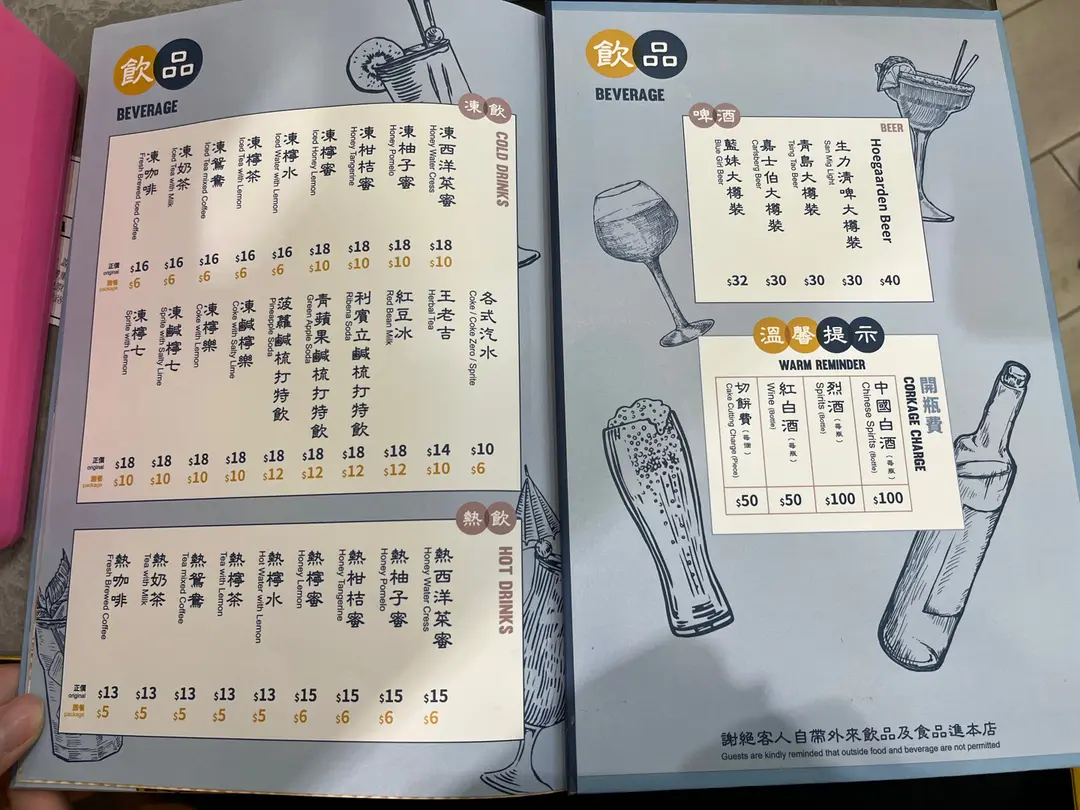 飲品
BEVERAGE
凍飲
COLD DRINKS
凍西洋菜蜜
Honey Water Cress
$18
$10
凍柚子蜜
Honey Pomelo
$18
$10
凍柑桔蜜
Honey Tangerine
$18
$10
凍檸蜜
Iced Honey Lemon
$18
$10
凍檸水
Iced Water with Lemon
$16
$6
凍檸茶
Iced Tea with Lemon
$16
$6
凍鴛鴦
Iced Tea mixed Coffee
$16
$6
凍奶茶
Iced Tea with Milk
$16
$6
凍咖啡
Fresh Brewed Iced Coffee
$16
$6
正價
original
跟餐
package
各式汽水
Coke / Coke Zero / Sprite
$10
$6
王老吉
Herbal Tea
$14
$10
紅豆冰
Red Bean Milk
$18
$12
利賓立鹹梳打特飲
Ribena Soda
$18
$12
青蘋果鹹梳打特飲
Green Apple Soda
$18
$12
菠蘿鹹梳打特飲
Pineapple Soda
$18
$12
凍鹹檸樂
Coke with Salty Lime
$18
$10
凍檸樂
Coke with Lemon
$18
$10
凍鹹檸七
Sprite with Salty Lime
$18
$10
凍檸七
Sprite with Lemon
$18
$10
正價
original
跟餐
package
熱飲
HOT DRINKS
熱西洋菜蜜
Honey Water Cress
$15
$6
熱柚子蜜
Honey Pomelo
$15
$6
熱柑桔蜜
Honey Tangerine
$15
$6
熱檸蜜
Honey Lemon
$15
$6
熱檸水
Hot Water with Lemon
$13
$5
熱檸茶
Tea with Lemon
$13
$5
熱鴛鴦
Tea mixed Coffee
$13
$5
熱奶茶
Tea with Milk
$13
$5
熱咖啡
Fresh Brewed Coffee
$13
$5
正價
original
跟餐
package
飲品
BEVERAGE
啤酒
BEER
Hoegaarden Beer
$40
生力清啤大樽裝
San Mig Light
$30
青島大樽裝
Tsing Tao Beer
$30
嘉士伯大樽裝
Carlsberg Beer
$30
藍妹大樽裝
Blue Girl Beer
$32
溫馨提示
WARM REMINDER
開瓶費
CORKAGE CHARGE
中國白酒(每瓶)
Chinese Spirits (Bottle)
$100
烈酒(每瓶)
Spirits (Bottle)
$100
紅白酒(每瓶)
Wine (Bottle)
$50
切餅費(每個)
Cake Cutting Charge (Piece)
$50
謝絕客人自帶外來飲品及食品進本店
Guests are kindly reminded that outside food and beverage are not permitted